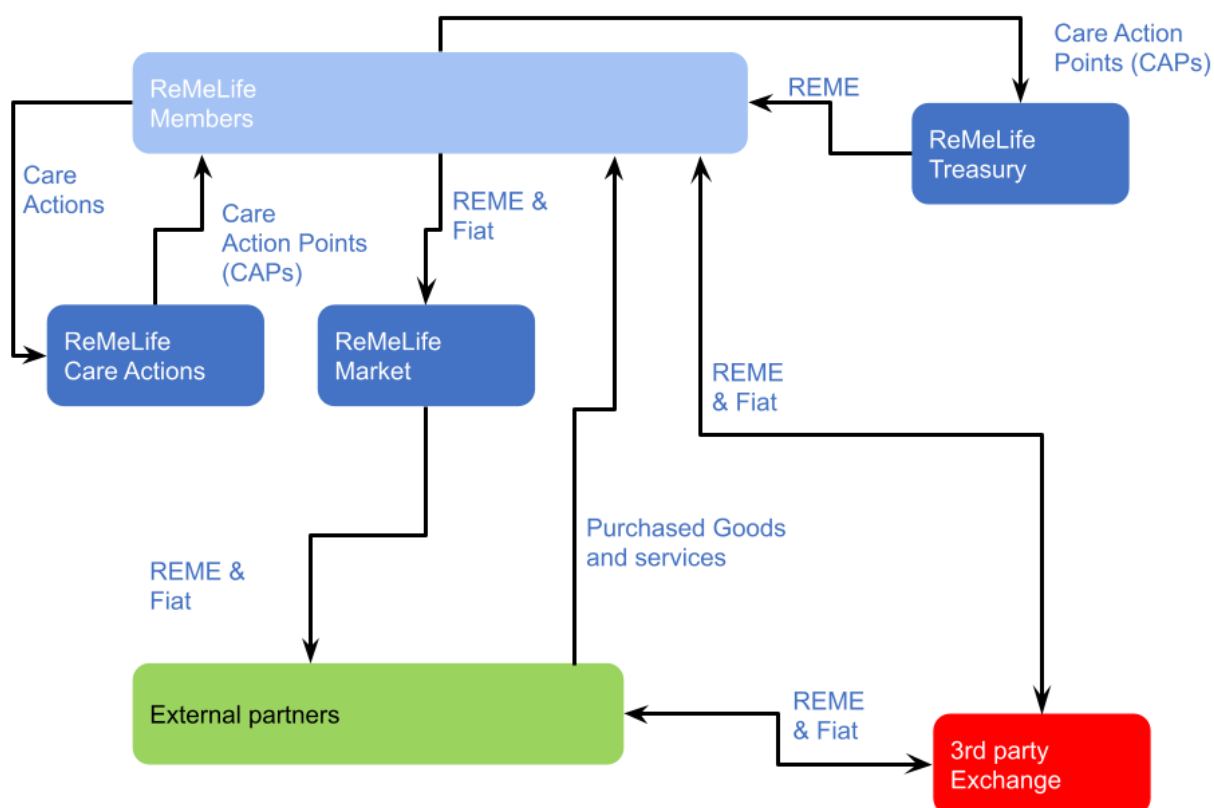 Care Action
Points (CAPs)
ReMeLife
Members
REME
ReMeLife
Treasury
Care
Actions
REME &
Fiat
Care
Action Points
(CAPs)
ReMeLife
Care Actions
ReMeLife
Market
REME
& Fiat
Purchased Goods
and services
REME &
Fiat
External partners
REME
& Fiat
3rd party
Exchange